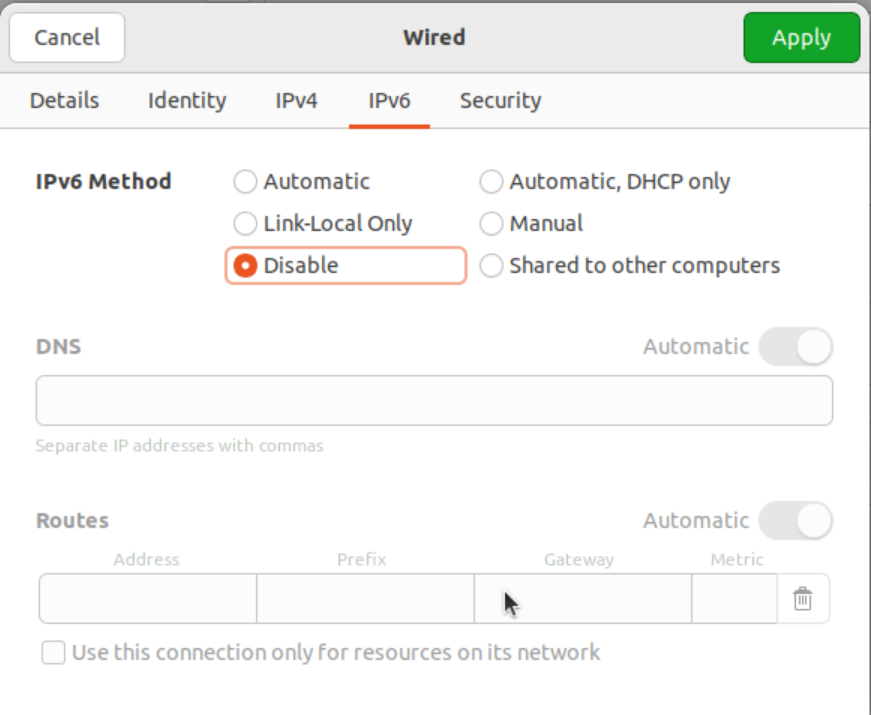 Cancel Wired Apply
Details Identity IPv4 IPv6 Security
IPv6 Method Automatic Automatic, DHCP only
Link-Local Only Manual
Disable Shared to other computers
DNS Automatic
Separate IP addresses with commas
Routes Automatic
Address Prefix Gateway Metric
Use this connection only for resources on its network